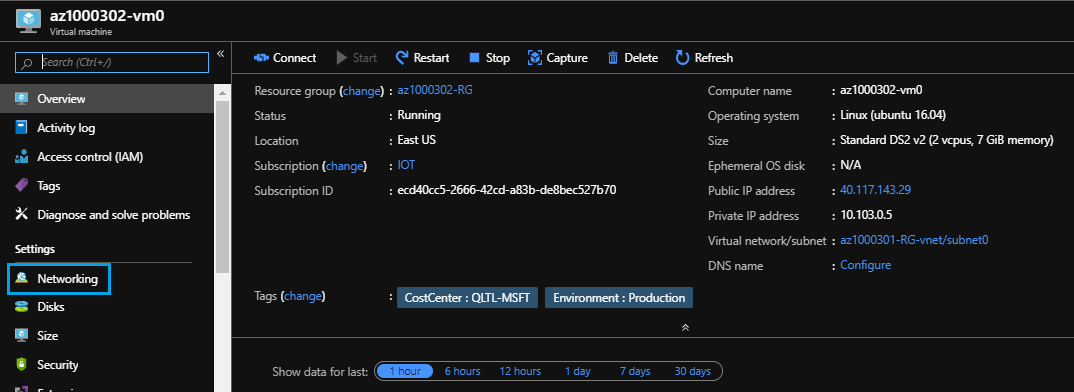 az1000302-vm0
Virtual machine
Search (Ctrl+/)
«
Overview
Activity log
Access control (IAM)
Tags
Diagnose and solve problems
Settings
Networking
Disks
Size
Security
Connect Start Restart Stop Capture Delete Refresh
Resource group (change) : az1000302-RG
Status : Running
Location : East US
Subscription (change) : IOT
Subscription ID : ecd40cc5-2666-42cd-a83b-de8bec527b70
Computer name : az1000302-vm0
Operating system : Linux (ubuntu 16.04)
Size : Standard DS2 v2 (2 vcpus, 7 GiB memory)
Ephemeral OS disk : N/A
Public IP address : 40.117.143.29
Private IP address : 10.103.0.5
Virtual network/subnet : az1000301-RG-vnet/subnet0
DNS name : Configure
Tags (change) : CostCenter : QLTL-MSFT Environment : Production
Show data for last: 1 hour 6 hours 12 hours 1 day 7 days 30 days